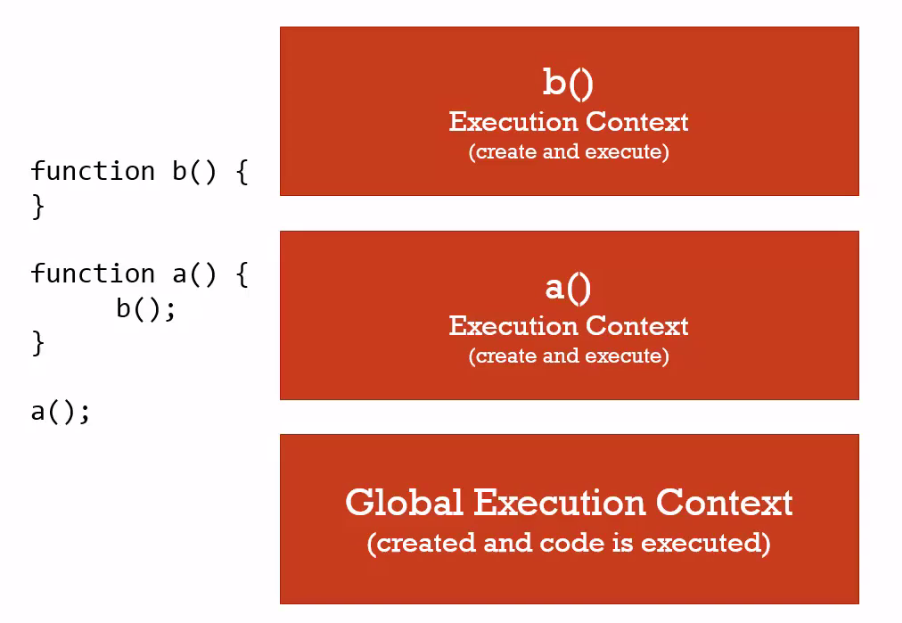 function b() {
}
function a() {
b();
}
a();
b()
Execution Context
(create and execute)
a()
Execution Context
(create and execute)
Global Execution Context
(created and code is executed)